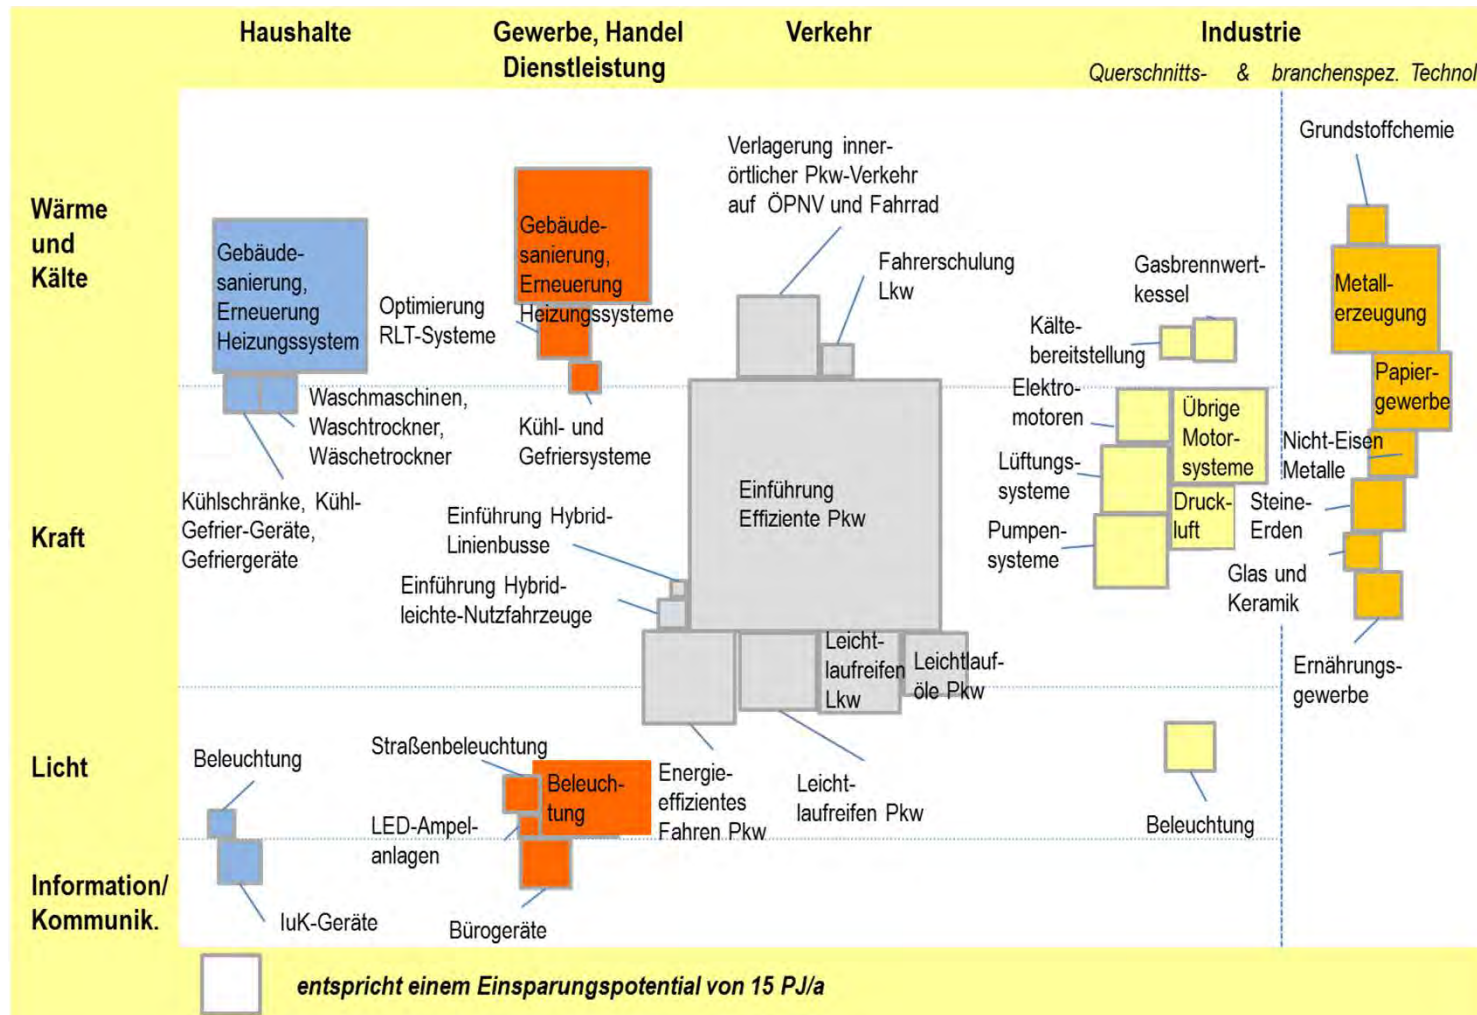 Haushalte
Gewerbe, Handel
Dienstleistung
Verkehr
Industrie
Querschnitts- & branchenspez. Technol
Wärme
und
Kälte
Kraft
Licht
Information/
Kommunik.
Gebäude-
sanierung,
Erneuerung
Heizungssystem
Waschmaschinen,
Waschtrockner,
Wäschetrockner
Kühlschränke, Kühl-
Gefrier-Geräte,
Gefriergeräte
Beleuchtung
IuK-Geräte
Gebäude-
sanierung,
Erneuerung
Heizungssysteme
Optimierung
RLT-Systeme
Kühl- und
Gefriersysteme
Straßenbeleuchtung
Beleuch-
tung
LED-Ampel-
anlagen
Bürogeräte
Verlagerung inner-
örtlicher Pkw-Verkehr
auf ÖPNV und Fahrrad
Fahrerschulung
Lkw
Einführung
Effiziente Pkw
Einführung Hybrid-
Linienbusse
Einführung Hybrid-
leichte-Nutzfahrzeuge
Leicht-
laufreifen
Lkw
Leichtlauf-
öle Pkw
Energie-
effizientes
Fahren Pkw
Leicht-
laufreifen Pkw
Gasbrennwert-
kessel
Kälte-
bereitstellung
Elektro-
motoren
Übrige
Motor-
systeme
Lüftungs-
systeme
Druck-
luft
Pumpen-
systeme
Beleuchtung
Grundstoffchemie
Metall-
erzeugung
Papier-
gewerbe
Nicht-Eisen
Metalle
Steine-
Erden
Glas und
Keramik
Ernährungs-
gewerbe
entspricht einem Einsparungspotential von 15 PJ/a